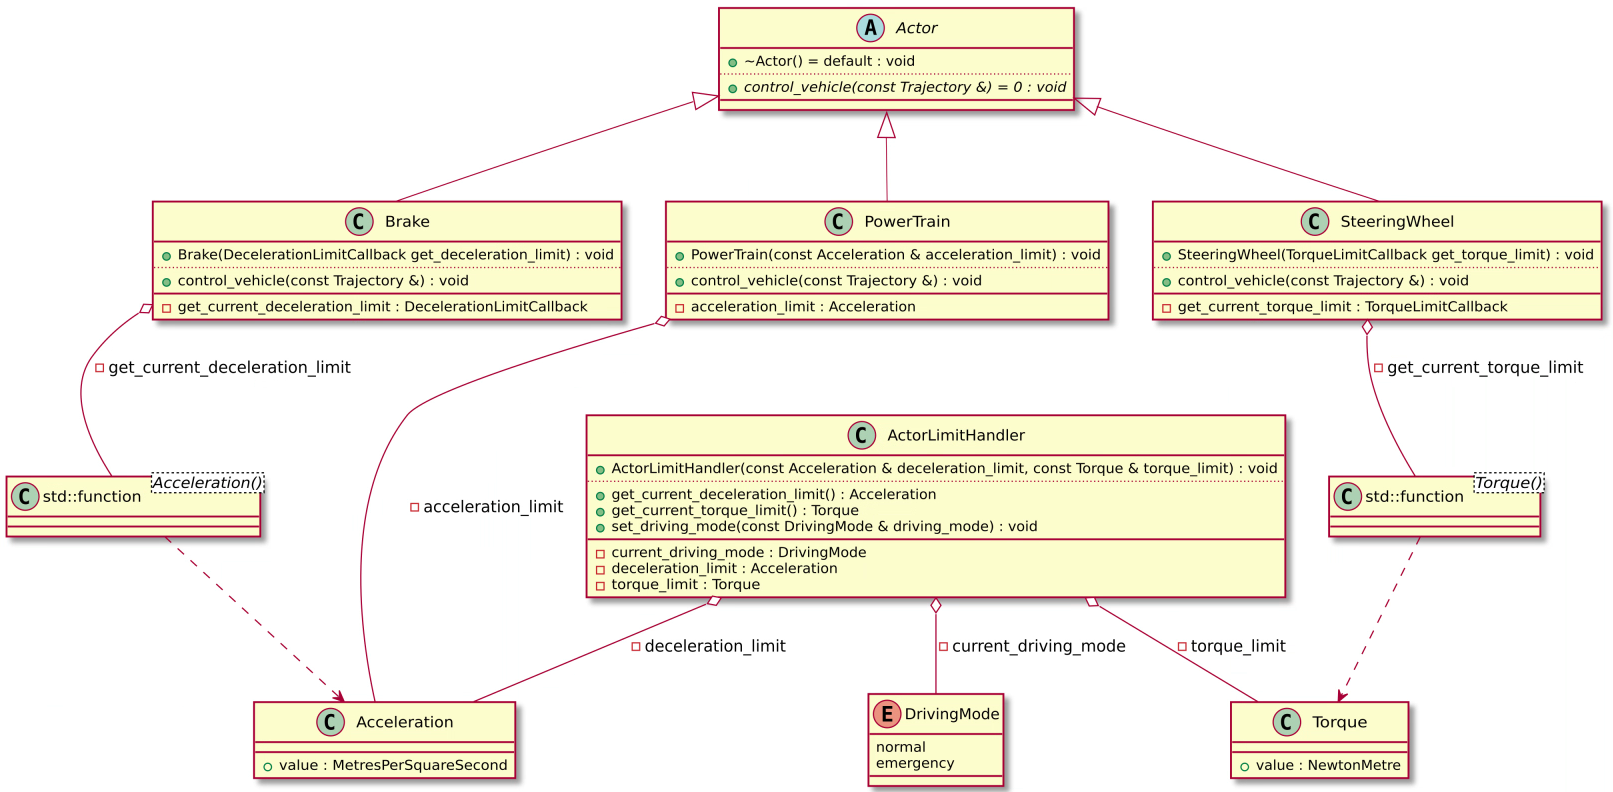 A Actor
~Actor() = default : void
control_vehicle(const Trajectory &) = 0 : void
C Brake
Brake(DecelerationLimitCallback get_deceleration_limit) : void
control_vehicle(const Trajectory &) : void
get_current_deceleration_limit : DecelerationLimitCallback
C PowerTrain
PowerTrain(const Acceleration & acceleration_limit) : void
control_vehicle(const Trajectory &) : void
acceleration_limit : Acceleration
C SteeringWheel
SteeringWheel(TorqueLimitCallback get_torque_limit) : void
control_vehicle(const Trajectory &) : void
get_current_torque_limit : TorqueLimitCallback
get_current_deceleration_limit
get_current_torque_limit
C ActorLimitHandler
ActorLimitHandler(const Acceleration & deceleration_limit, const Torque & torque_limit) : void
get_current_deceleration_limit() : Acceleration
get_current_torque_limit() : Torque
set_driving_mode(const DrivingMode & driving_mode) : void
current_driving_mode : DrivingMode
deceleration_limit : Acceleration
torque_limit : Torque
C std::function Acceleration()
acceleration_limit
C std::function Torque()
deceleration_limit
current_driving_mode
torque_limit
C Acceleration
value : MetresPerSquareSecond
E DrivingMode
normal
emergency
C Torque
value : NewtonMetre